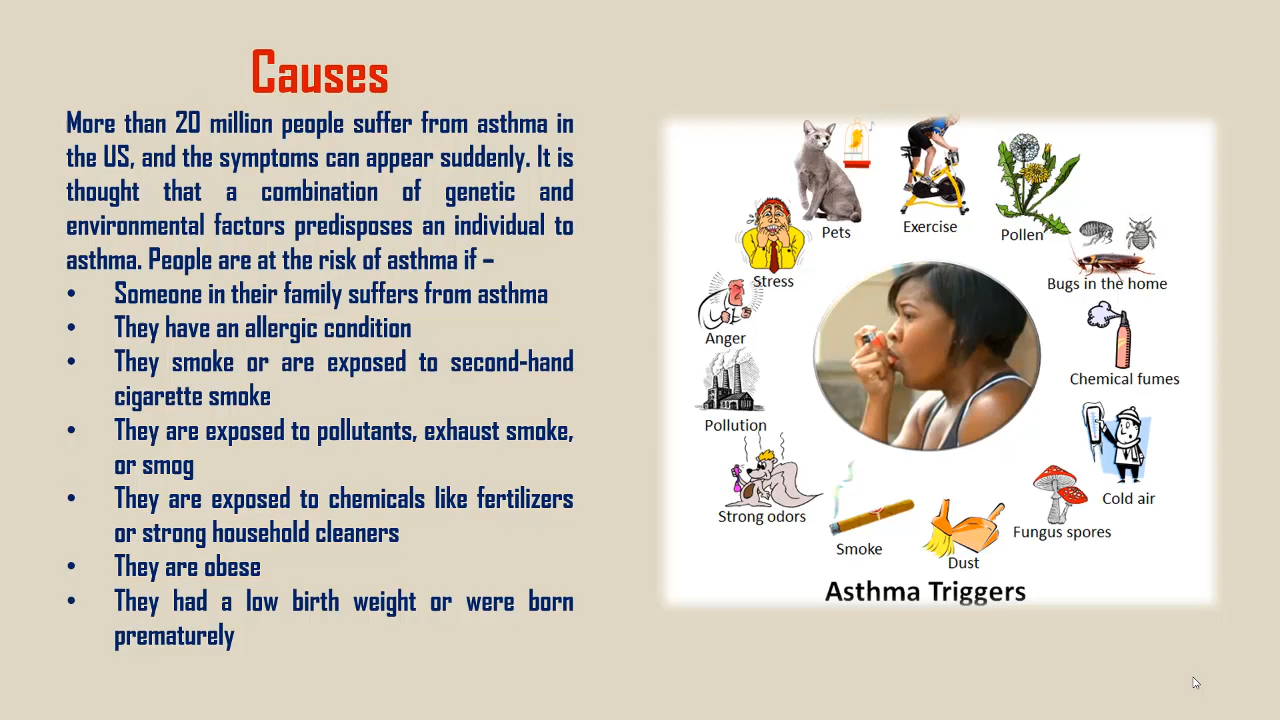 Causes
More than 20 million people suffer from asthma in
the US, and the symptoms can appear suddenly. It is
thought that a combination of genetic and
environmental factors predisposes an individual to
asthma. People are at the risk of asthma if –
• Someone in their family suffers from asthma
• They have an allergic condition
• They smoke or are exposed to second-hand
cigarette smoke
• They are exposed to pollutants, exhaust smoke,
or smog
• They are exposed to chemicals like fertilizers
or strong household cleaners
• They are obese
• They had a low birth weight or were born
prematurely
Pets
Exercise
Pollen
Bugs in the home
Chemical fumes
Cold air
Fungus spores
Dust
Smoke
Strong odors
Pollution
Anger
Stress
Asthma Triggers